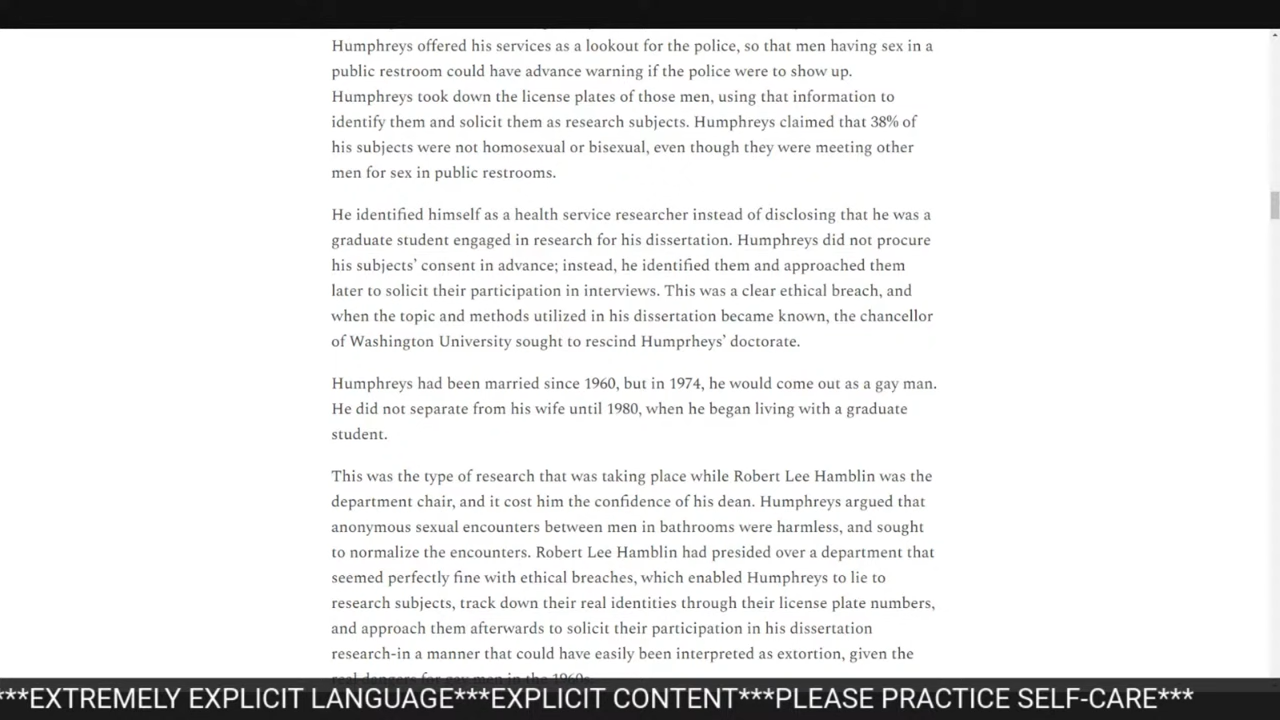 Humphreys offered his services as a lookout for the police, so that men having sex in a
public restroom could have advance warning if the police were to show up.
Humphreys took down the license plates of those men, using that information to
identify them and solicit them as research subjects. Humphreys claimed that 38% of
his subjects were not homosexual or bisexual, even though they were meeting other
men for sex in public restrooms.
He identified himself as a health service researcher instead of disclosing that he was a
graduate student engaged in research for his dissertation. Humphreys did not procure
his subjects’ consent in advance; instead, he identified them and approached them
later to solicit their participation in interviews. This was a clear ethical breach, and
when the topic and methods utilized in his dissertation became known, the chancellor
of Washington University sought to rescind Humprheys’ doctorate.
Humphreys had been married since 1960, but in 1974, he would come out as a gay man.
He did not separate from his wife until 1980, when he began living with a graduate
student.
This was the type of research that was taking place while Robert Lee Hamblin was the
department chair, and it cost him the confidence of his dean. Humphreys argued that
anonymous sexual encounters between men in bathrooms were harmless, and sought
to normalize the encounters. Robert Lee Hamblin had presided over a department that
seemed perfectly fine with ethical breaches, which enabled Humphreys to lie to
research subjects, track down their real identities through their license plate numbers,
and approach them afterwards to solicit their participation in his dissertation
research-in a manner that could have easily been interpreted as extortion, given the
real dangers for gay men in the 1960s.
***EXTREMELY EXPLICIT LANGUAGE***EXPLICIT CONTENT***PLEASE PRACTICE SELF-CARE***